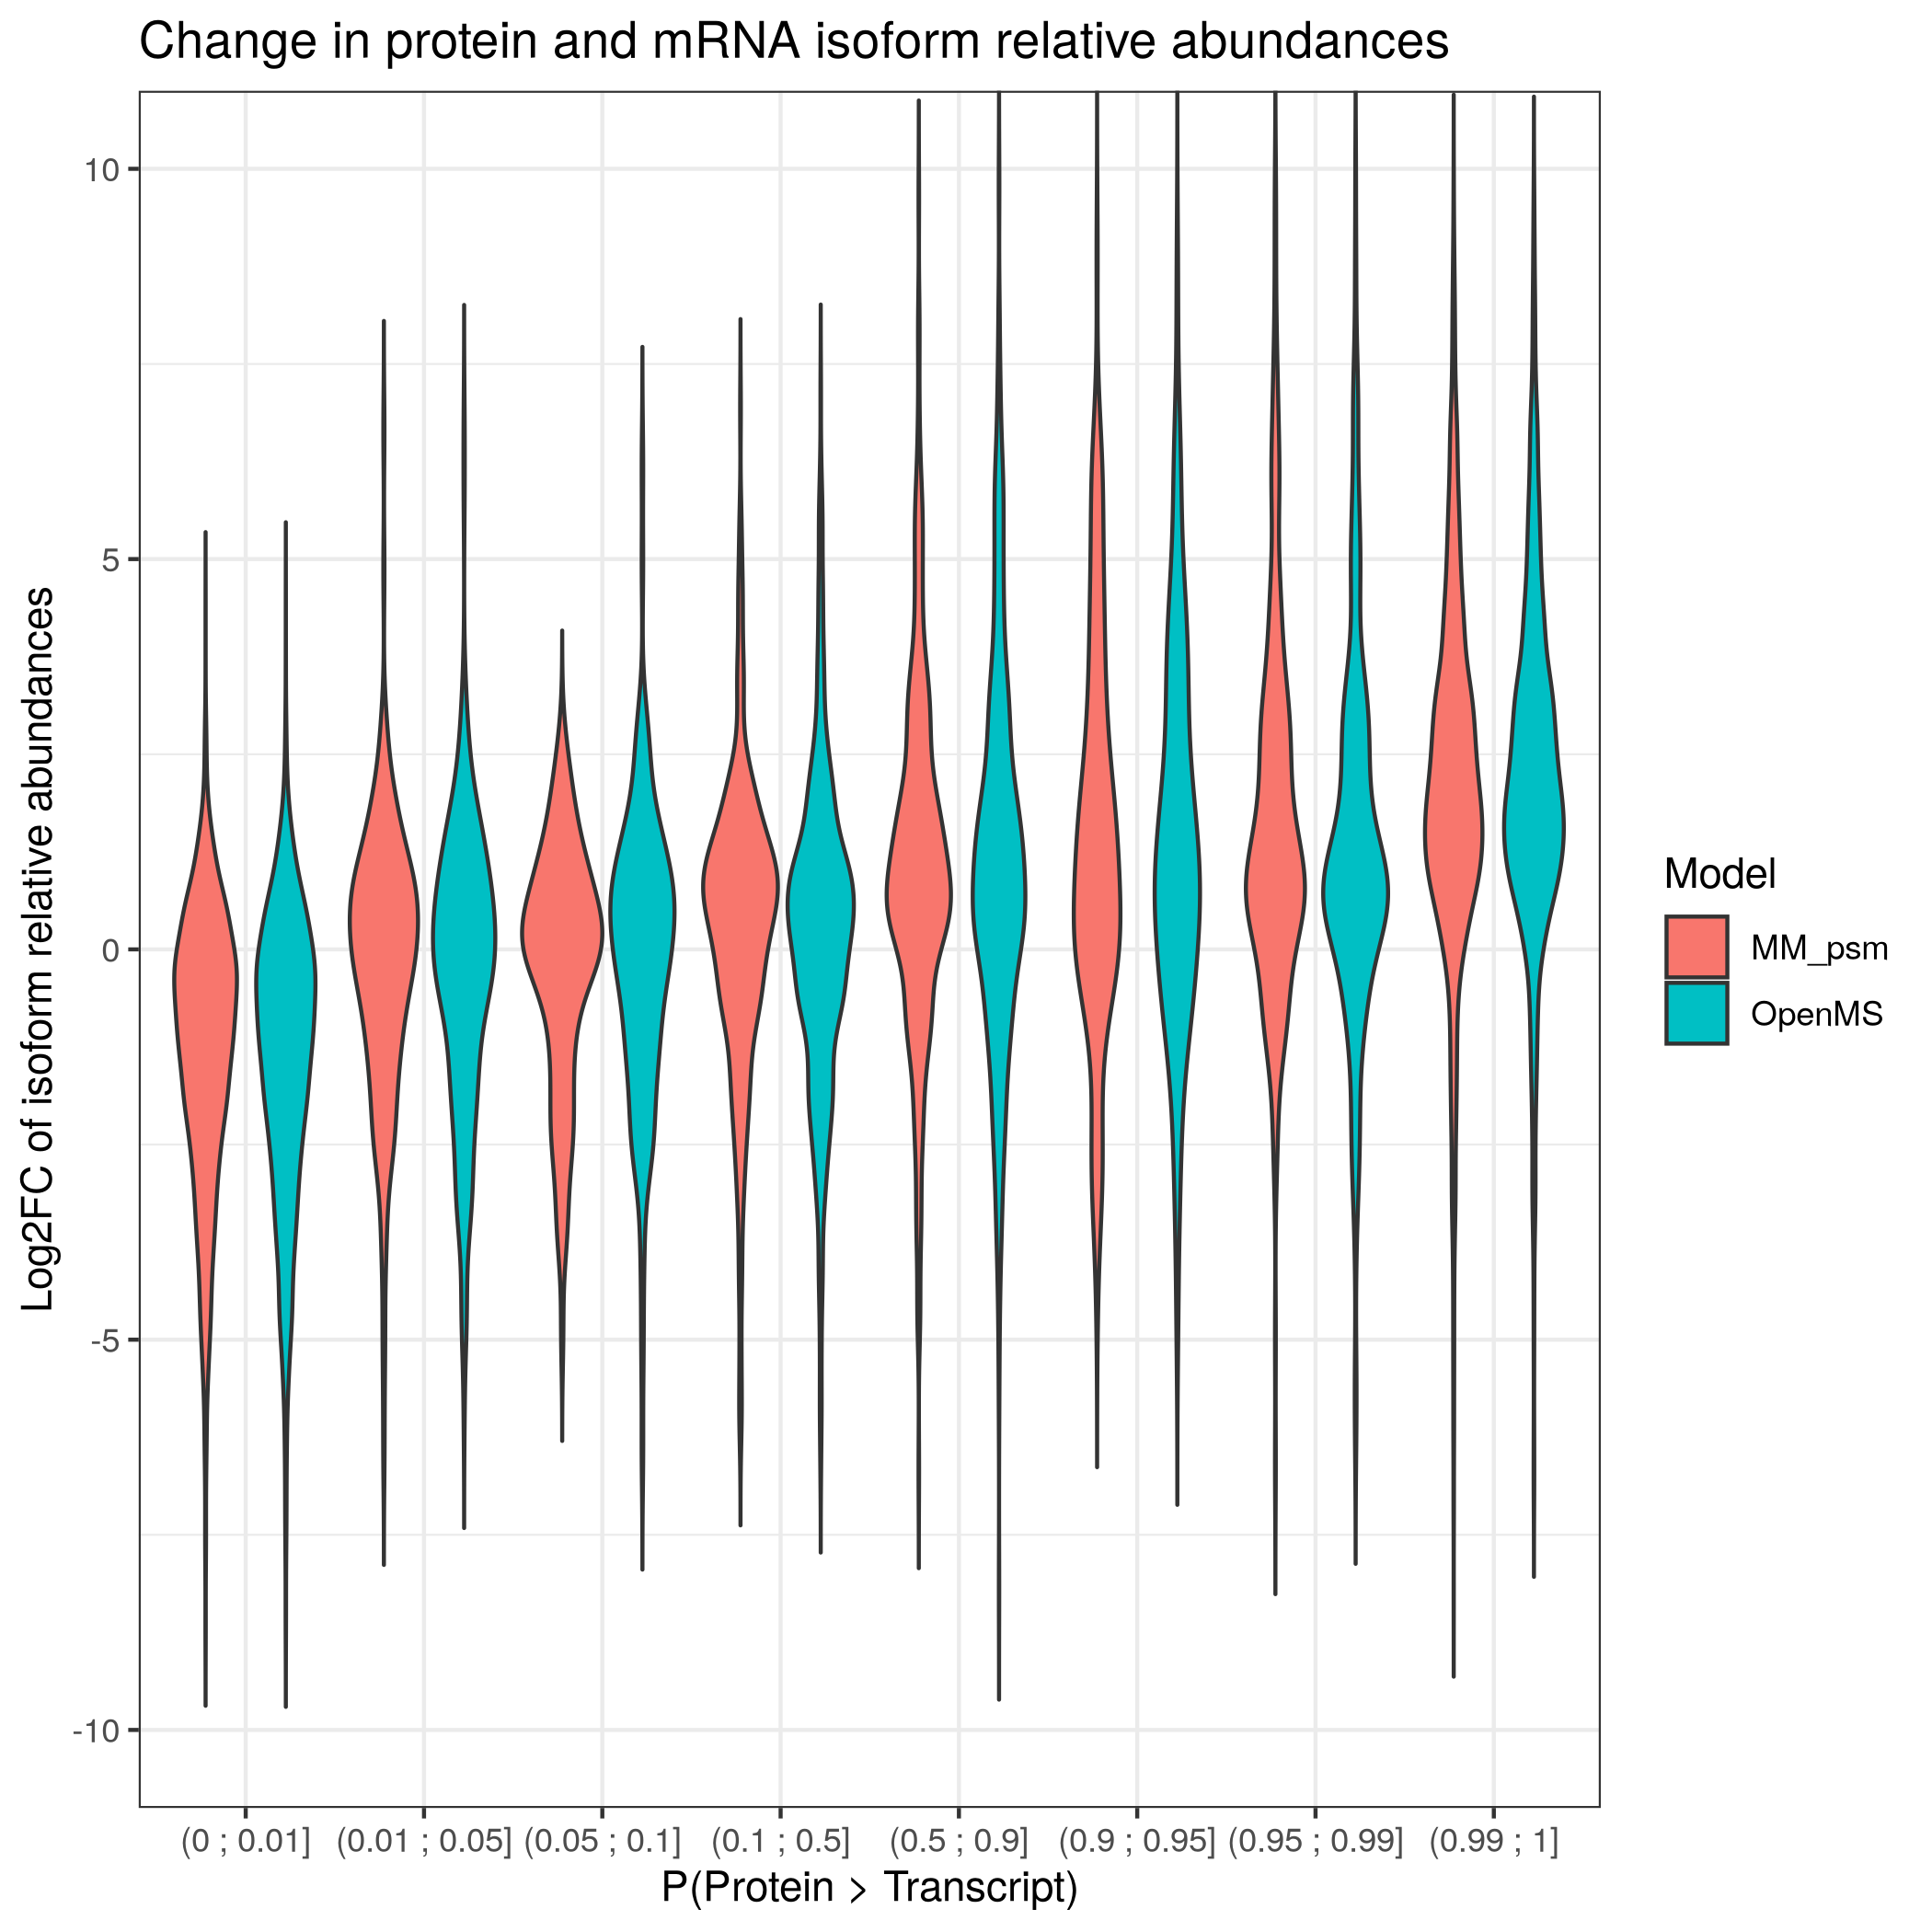 Change in protein and mRNA isoform relative abundances
Log2FC of isoform relative abundances
10
5
0
-5
-10
(0 ; 0.01]
(0.01 ; 0.05]
(0.05 ; 0.1]
(0.1 ; 0.5]
(0.5 ; 0.9]
(0.9 ; 0.95]
(0.95 ; 0.99]
(0.99 ; 1]
P(Protein > Transcript)
Model
MM_psm
OpenMS